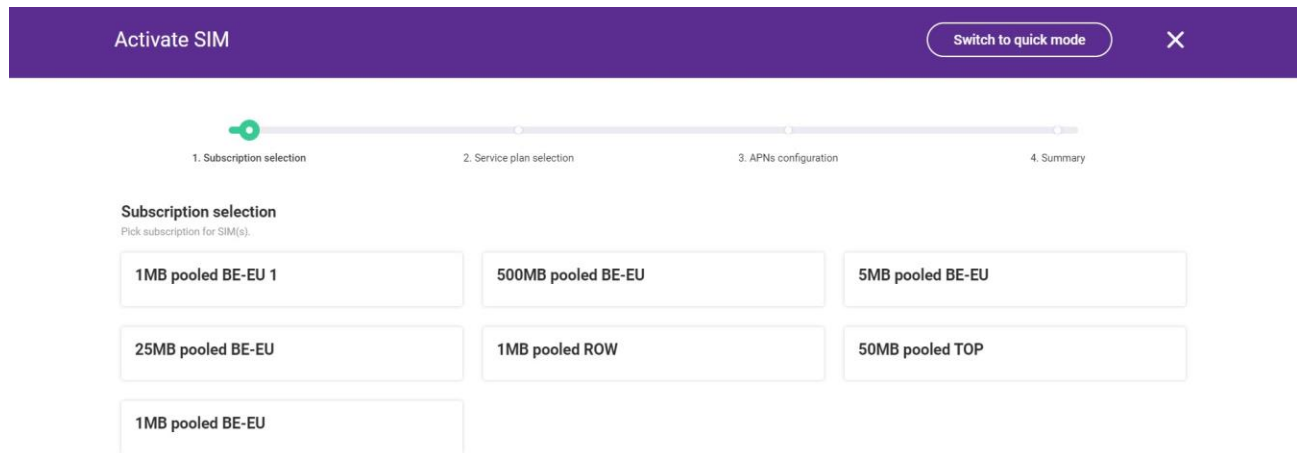 Activate SIM
Switch to quick mode
1. Subscription selection
2. Service plan selection
3. APNs configuration
4. Summary
Subscription selection
Pick subscription for SIM(s).
1MB pooled BE-EU 1
500MB pooled BE-EU
5MB pooled BE-EU
25MB pooled BE-EU
1MB pooled ROW
50MB pooled TOP
1MB pooled BE-EU